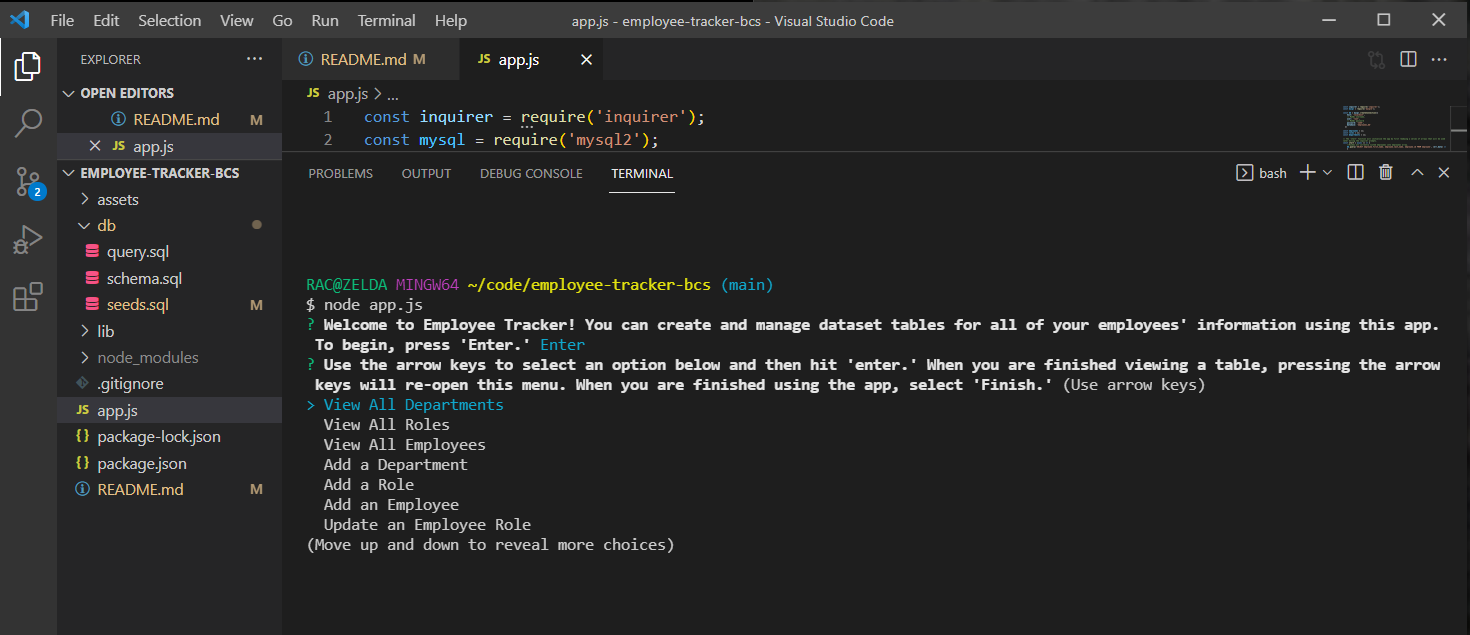 File Edit Selection View Go Run Terminal Help app.js - employee-tracker-bcs - Visual Studio Code
EXPLORER ...
OPEN EDITORS
README.md M
JS app.js
EMPLOYEE-TRACKER-BCS
assets
db
query.sql
schema.sql
seeds.sql M
lib
node_modules
.gitignore
JS app.js
{} package-lock.json
{} package.json
README.md M
2
README.md M JS app.js
JS app.js > ...
1 const inquirer = require('inquirer');
2 const mysql = require('mysql2');
PROBLEMS OUTPUT DEBUG CONSOLE TERMINAL bash
RAC@ZELDA MINGW64 ~/code/employee-tracker-bcs (main)
$ node app.js
? Welcome to Employee Tracker! You can create and manage dataset tables for all of your employees' information using this app.
To begin, press 'Enter.' Enter
? Use the arrow keys to select an option below and then hit 'enter.' When you are finished viewing a table, pressing the arrow
keys will re-open this menu. When you are finished using the app, select 'Finish.' (Use arrow keys)
> View All Departments
View All Roles
View All Employees
Add a Department
Add a Role
Add an Employee
Update an Employee Role
(Move up and down to reveal more choices)